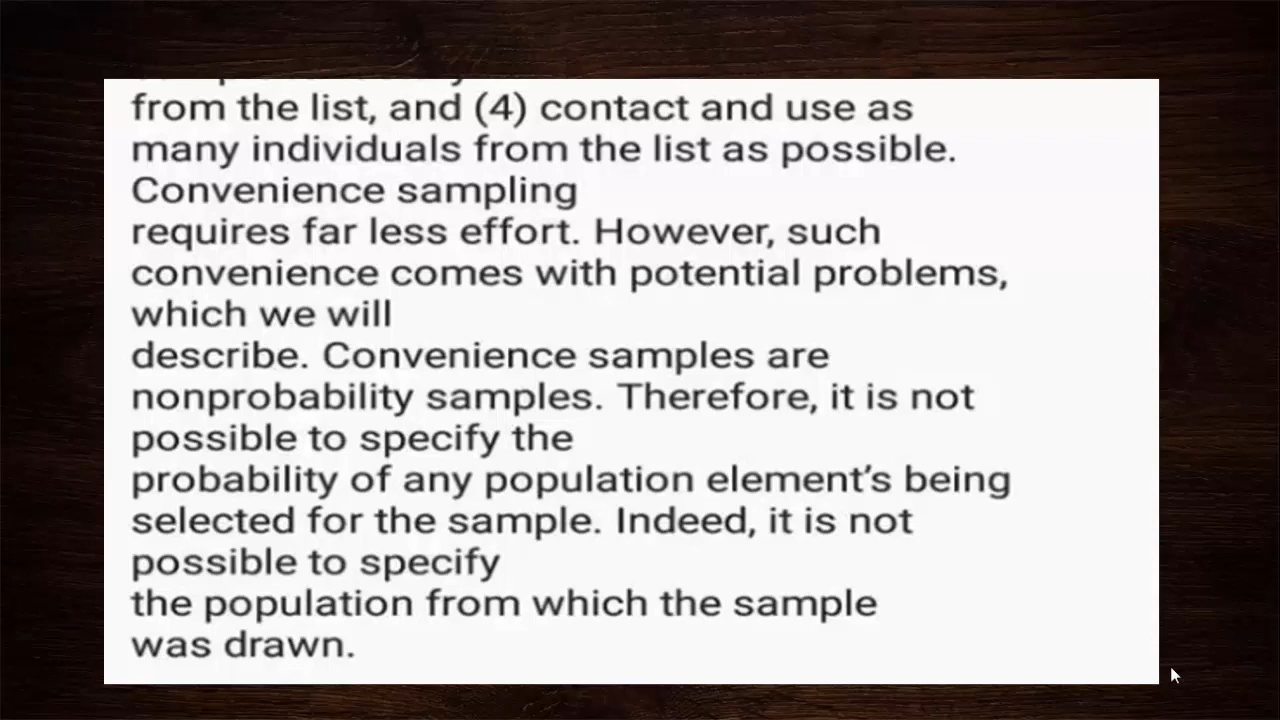 from the list, and (4) contact and use as
many individuals from the list as possible.
Convenience sampling
requires far less effort. However, such
convenience comes with potential problems,
which we will
describe. Convenience samples are
nonprobability samples. Therefore, it is not
possible to specify the
probability of any population element’s being
selected for the sample. Indeed, it is not
possible to specify
the population from which the sample
was drawn.